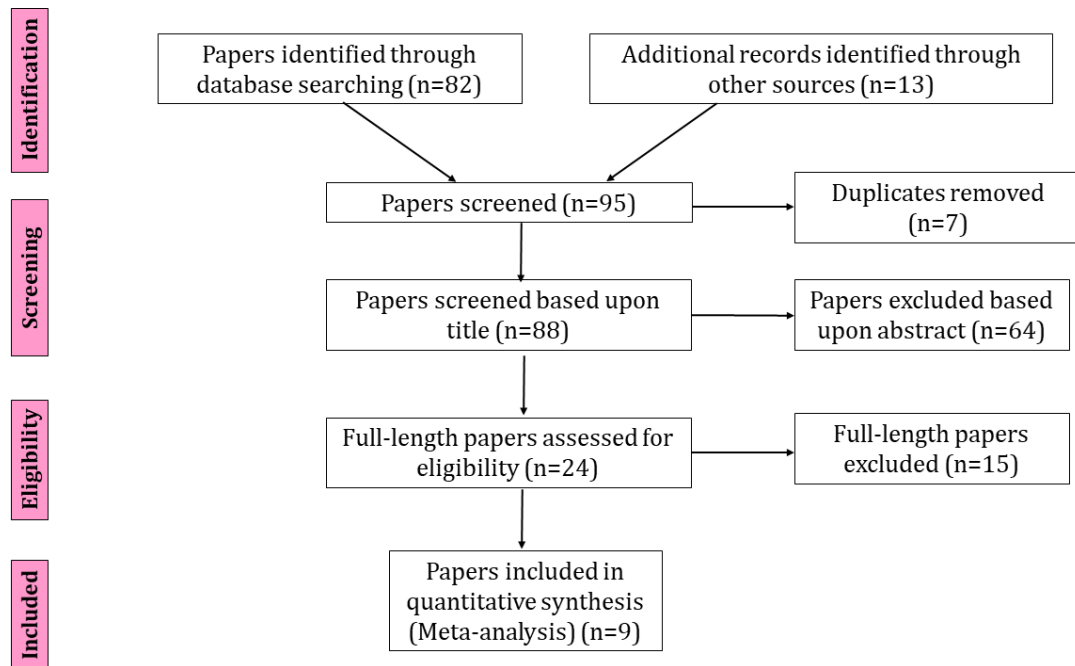 Identification
Papers identified through
database searching (n=82)
Additional records identified through
other sources (n=13)
Screening
Papers screened (n=95)
Duplicates removed
(n=7)
Papers screened based upon
title (n=88)
Papers excluded based
upon abstract (n=64)
Eligibility
Full-length papers assessed for
eligibility (n=24)
Full-length papers
excluded (n=15)
Included
Papers included in
quantitative synthesis
(Meta-analysis) (n=9)